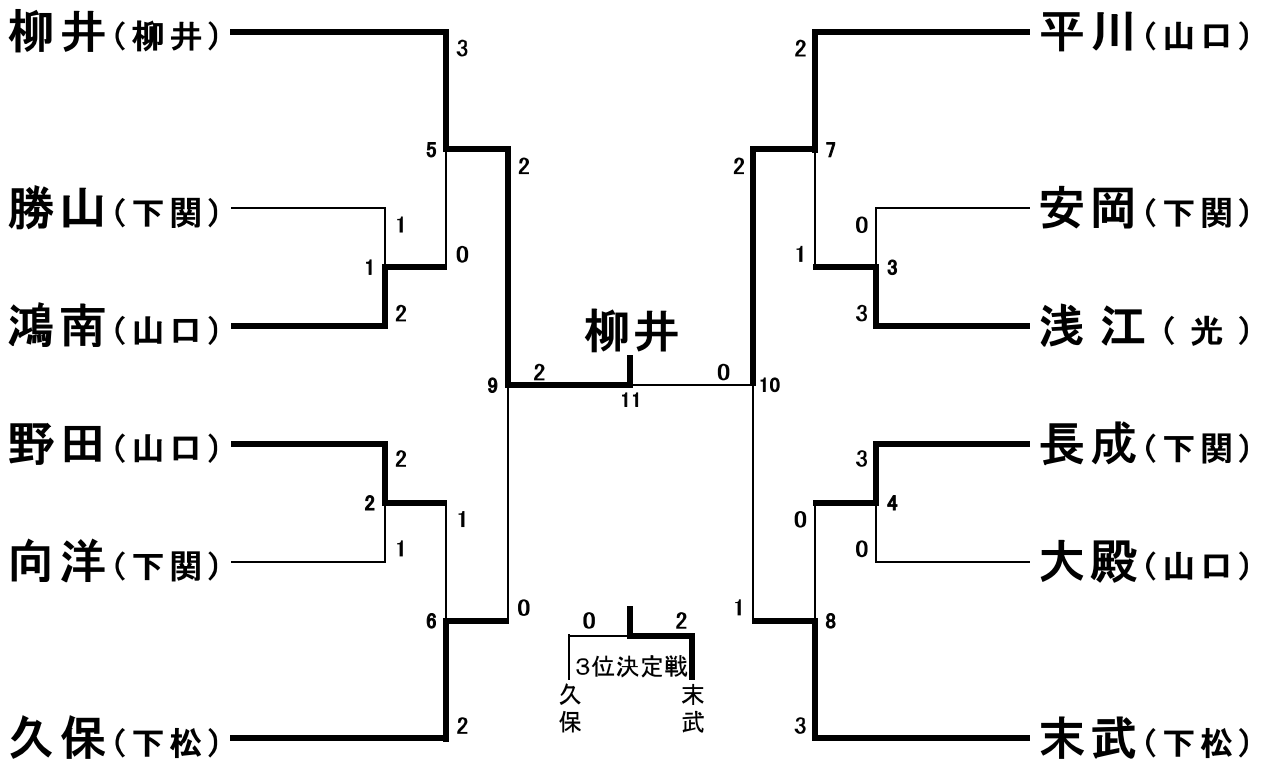 柳井(柳井)
3
5
2
勝山(下関)
1
0
1
鴻南(山口)
2
野田(山口)
2
2
1
向洋(下関)
1
6
0
久保(下松)
2
9
2
柳井
11
0
10
平川(山口)
2
7
2
安岡(下関)
0
1
3
浅江(光)
3
長成(下関)
3
4
0
大殿(山口)
0
1
8
末武(下松)
3
0
2
3位決定戦
久保
末武